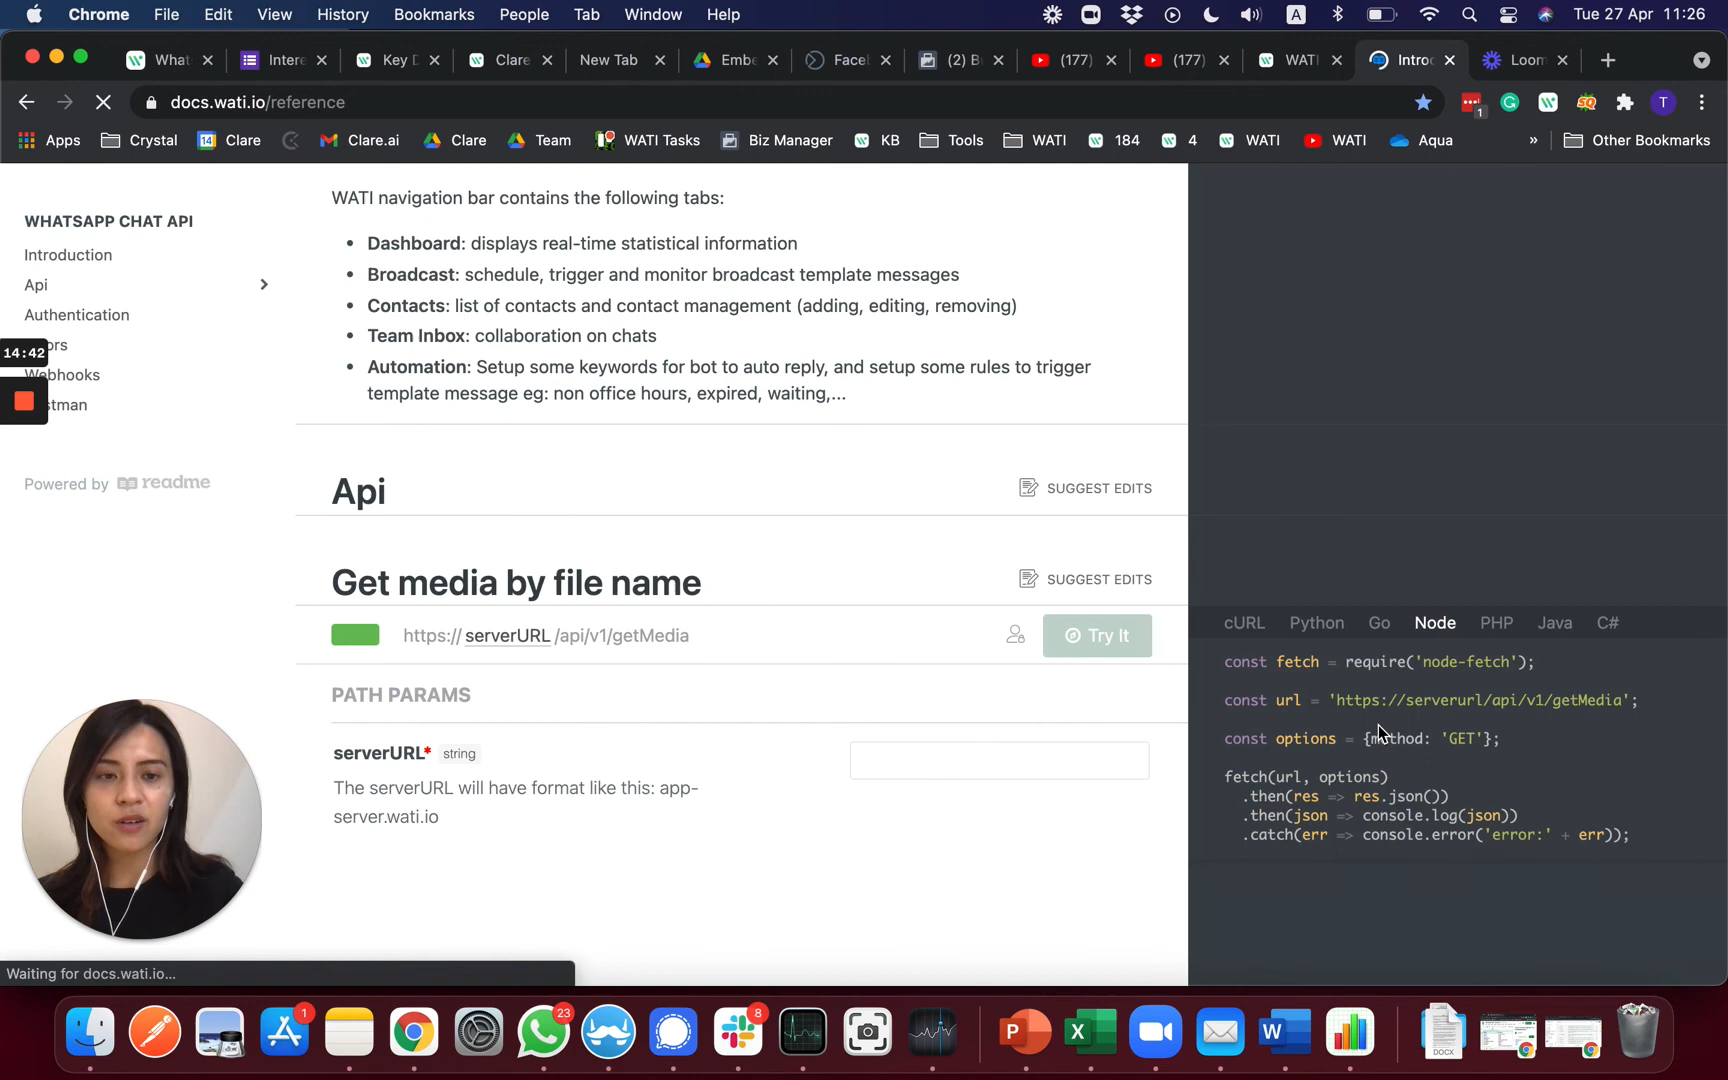 Chrome File Edit View History Bookmarks People Tab Window Help
A Tue 27 Apr 11:26
What Intere Key D Clare New Tab Embe Facel (2) B (177) (177) WATI Introd Loom
docs.wati.io/reference
1 T
Apps Crystal 14 Clare Clare.ai Clare Team WATI Tasks Biz Manager KB Tools WATI 184 4 WATI WATI Aqua » Other Bookmarks
WHATSAPP CHAT API
Introduction
Api
Authentication
ors
Webhooks
stman
14:42
Powered by readme
WATI navigation bar contains the following tabs:
• Dashboard: displays real-time statistical information
• Broadcast: schedule, trigger and monitor broadcast template messages
• Contacts: list of contacts and contact management (adding, editing, removing)
• Team Inbox: collaboration on chats
• Automation: Setup some keywords for bot to auto reply, and setup some rules to trigger
template message eg: non office hours, expired, waiting,...
Api
SUGGEST EDITS
Get media by file name
SUGGEST EDITS
https://serverURL/api/v1/getMedia
Try It
PATH PARAMS
serverURL* string
The serverURL will have format like this: app-
server.wati.io
cURL Python Go Node PHP Java C#
const fetch = require('node-fetch');
const url = 'https://serverurl/api/v1/getMedia';
const options = {method: 'GET'};
fetch(url, options)
.then(res => res.json())
.then(json => console.log(json))
.catch(err => console.error('error:' + err));
Waiting for docs.wati.io...
1 23 8
P X W DOCX